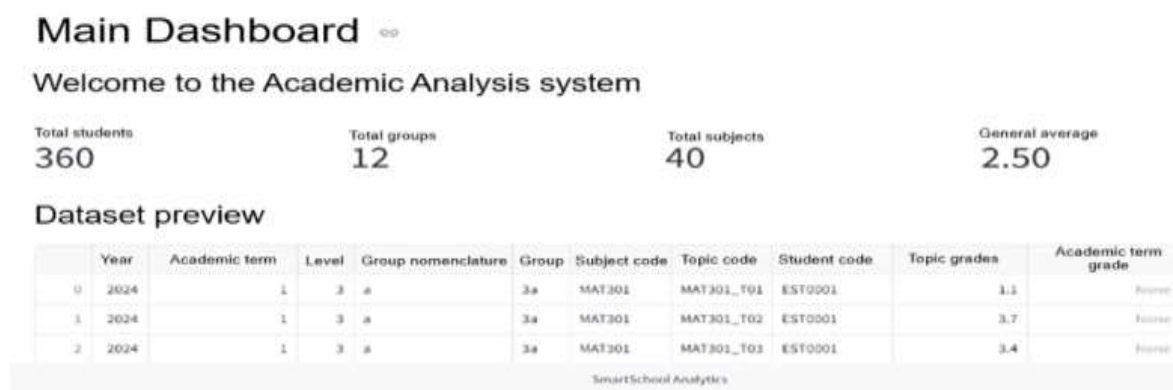 Main Dashboard
Welcome to the Academic Analysis system
Total students Total groups Total subjects General average
360 12 40 2.50
Dataset preview
Year Academic term Level Group nomenclature Group Subject code Topic code Student code Topic grades Academic term grade
0 2024 1 3 a 3a MAT301 MAT301_T01 EST0001 1.1 None
1 2024 1 3 a 3a MAT301 MAT301_T02 EST0001 3.7 None
2 2024 1 3 a 3a MAT301 MAT301_T03 EST0001 3.4 None
SmartSchool Analytics